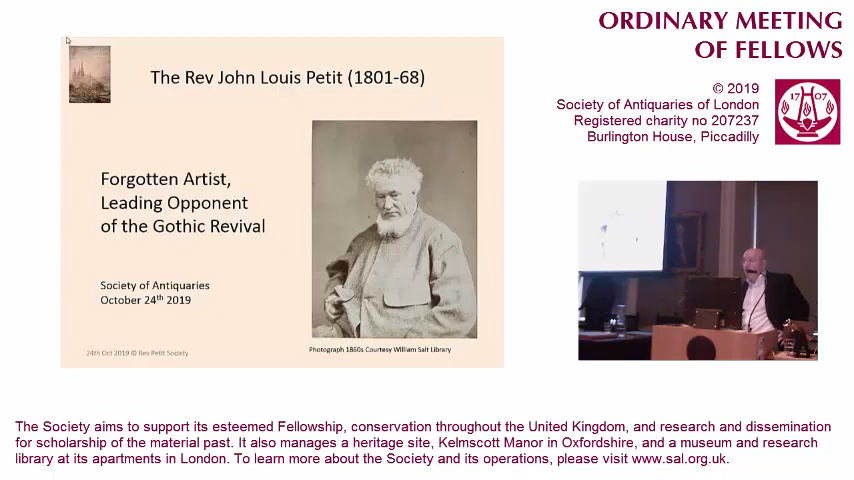 ORDINARY MEETING
OF FELLOWS
© 2019
Society of Antiquaries of London
Registered charity no 207237
Burlington House, Piccadilly
17 07
The Rev John Louis Petit (1801-68)
Forgotten Artist,
Leading Opponent
of the Gothic Revival
Society of Antiquaries
October 24th 2019
24th Oct 2019 © Rev Petit Society
Photograph 1860s Courtesy William Salt Library
The Society aims to support its esteemed Fellowship, conservation throughout the United Kingdom, and research and dissemination
for scholarship of the material past. It also manages a heritage site, Kelmscott Manor in Oxfordshire, and a museum and research
library at its apartments in London. To learn more about the Society and its operations, please visit www.sal.org.uk.